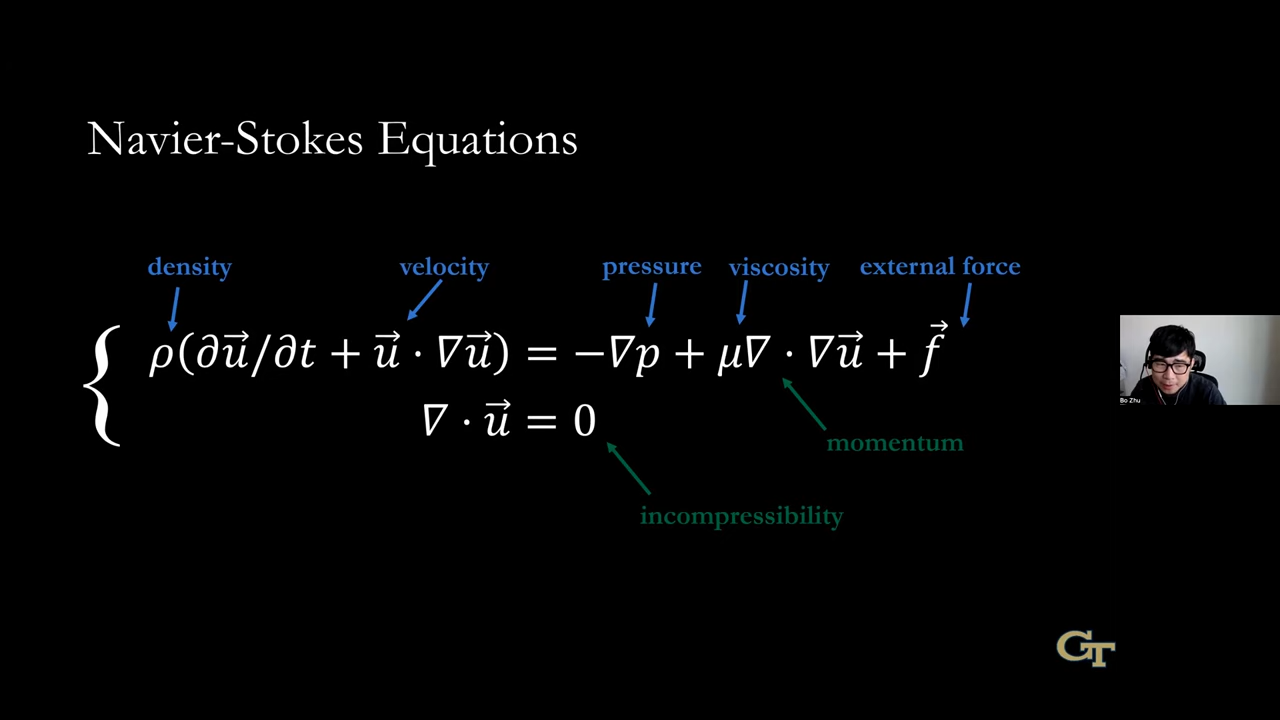 Navier-Stokes Equations
density velocity pressure viscosity external force
ρ(∂u⃗/∂t + u⃗ · ∇u⃗) = −∇p + μ∇ · ∇u⃗ + f⃗
∇ · u⃗ = 0
momentum
incompressibility
Bo Zhu
GT